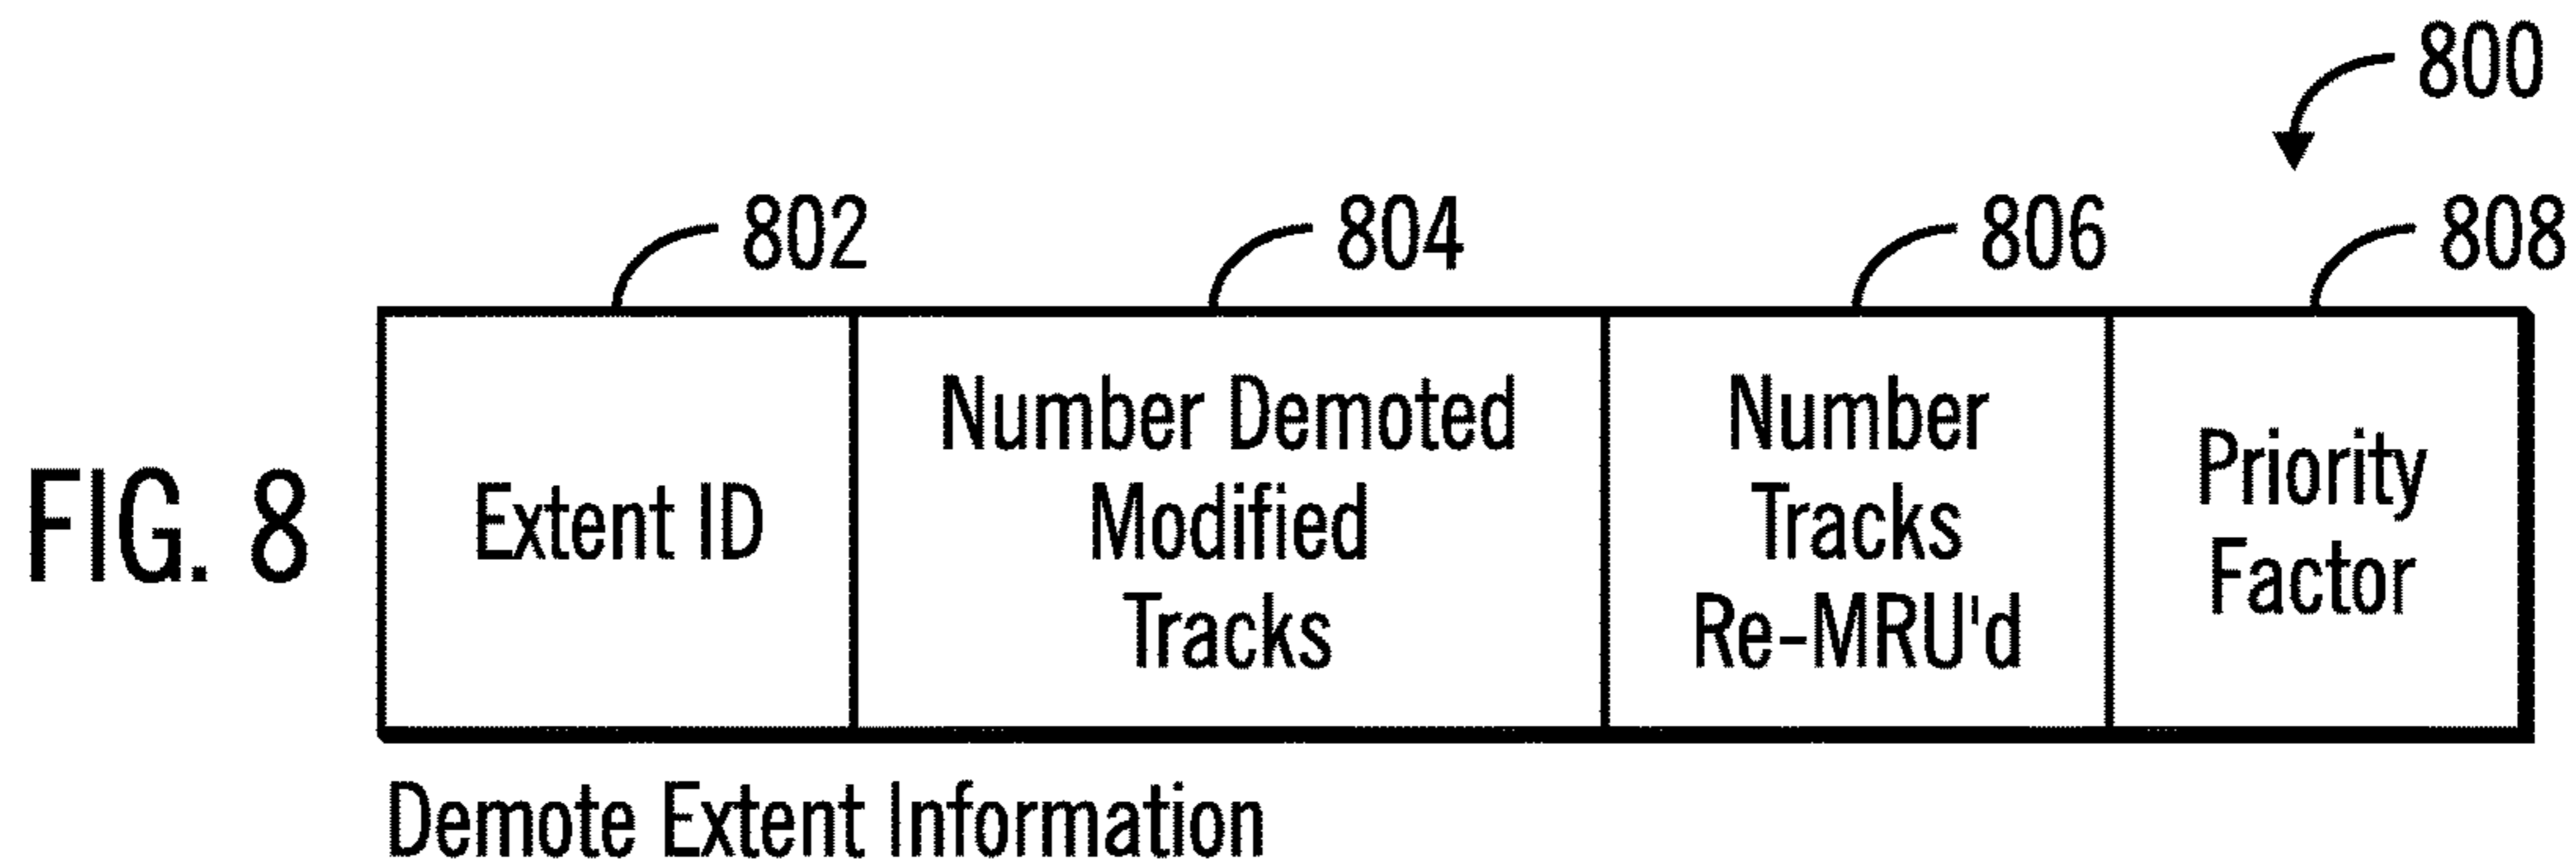 800
802
804
806
808
FIG. 8
Extent ID
Number Demoted
Modified
Tracks
Number
Tracks
Re-MRU'd
Priority
Factor
Demote Extent Information